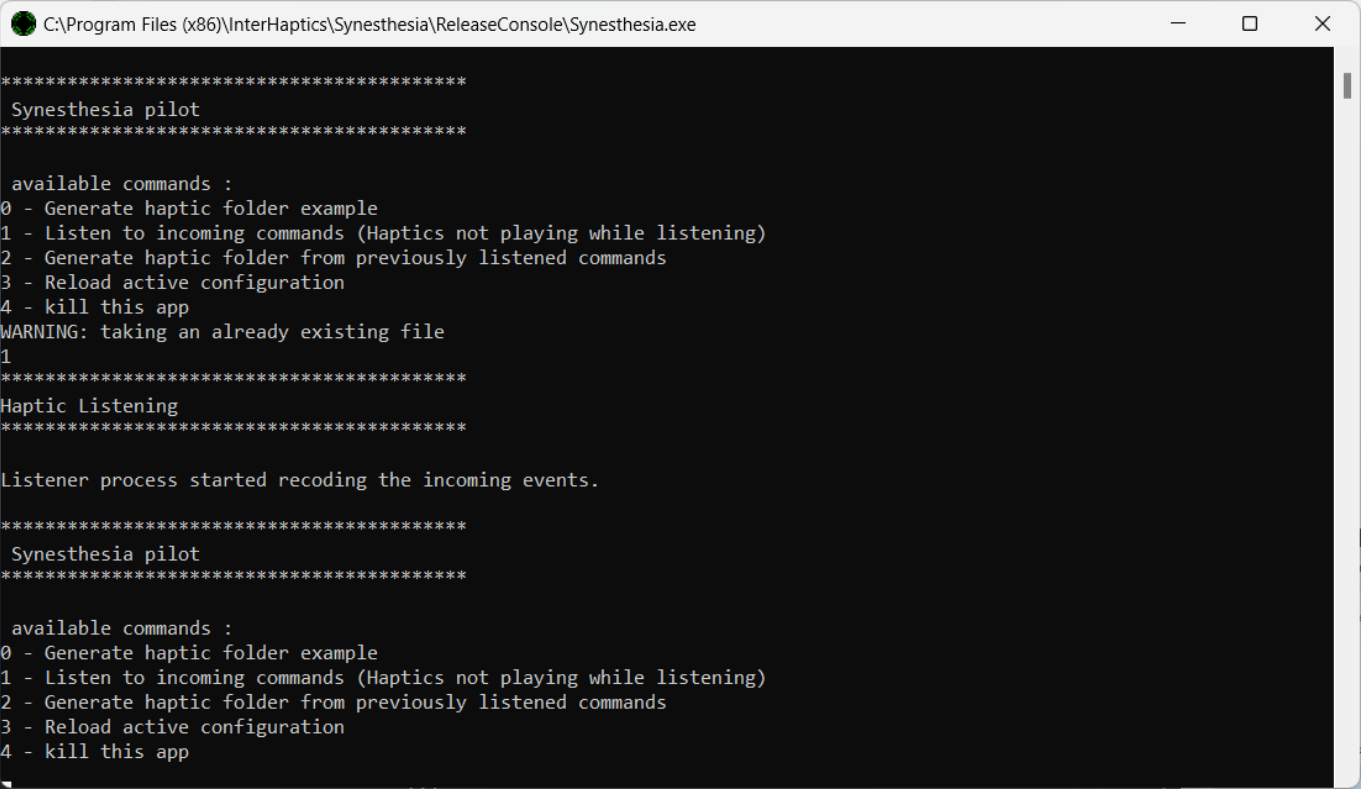 C:\Program Files (x86)\InterHaptics\Synesthesia\ReleaseConsole\Synesthesia.exe
******************************************
Synesthesia pilot
******************************************
available commands :
0 - Generate haptic folder example
1 - Listen to incoming commands (Haptics not playing while listening)
2 - Generate haptic folder from previously listened commands
3 - Reload active configuration
4 - kill this app
WARNING: taking an already existing file
1
******************************************
Haptic Listening
******************************************
Listener process started recoding the incoming events.
******************************************
Synesthesia pilot
******************************************
available commands :
0 - Generate haptic folder example
1 - Listen to incoming commands (Haptics not playing while listening)
2 - Generate haptic folder from previously listened commands
3 - Reload active configuration
4 - kill this app